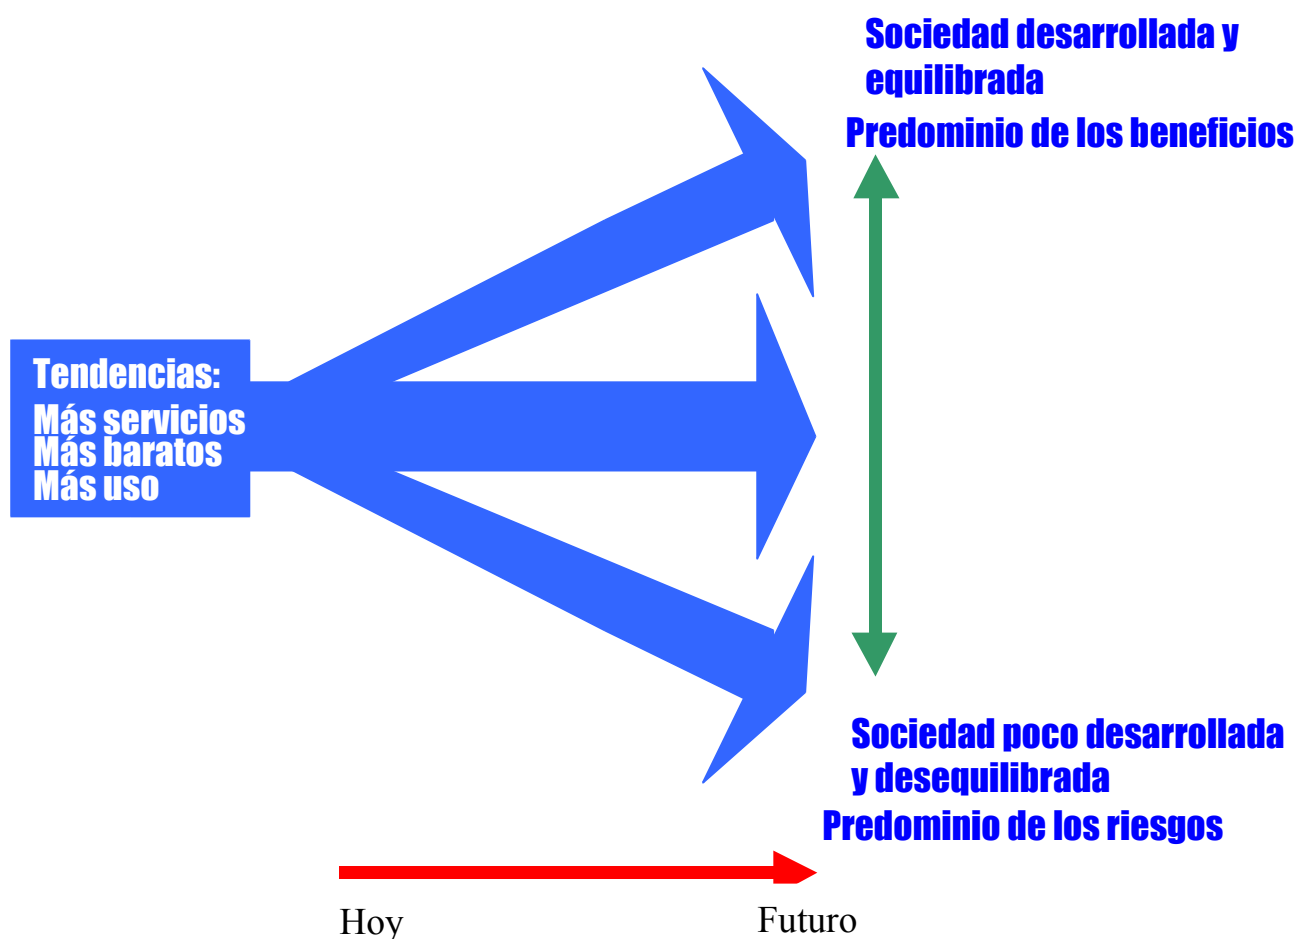 Sociedad desarrollada y
equilibrada
Predominio de los beneficios
Tendencias:
Más servicios
Más baratos
Más uso
Sociedad poco desarrollada
y desequilibrada
Predominio de los riesgos
Hoy
Futuro